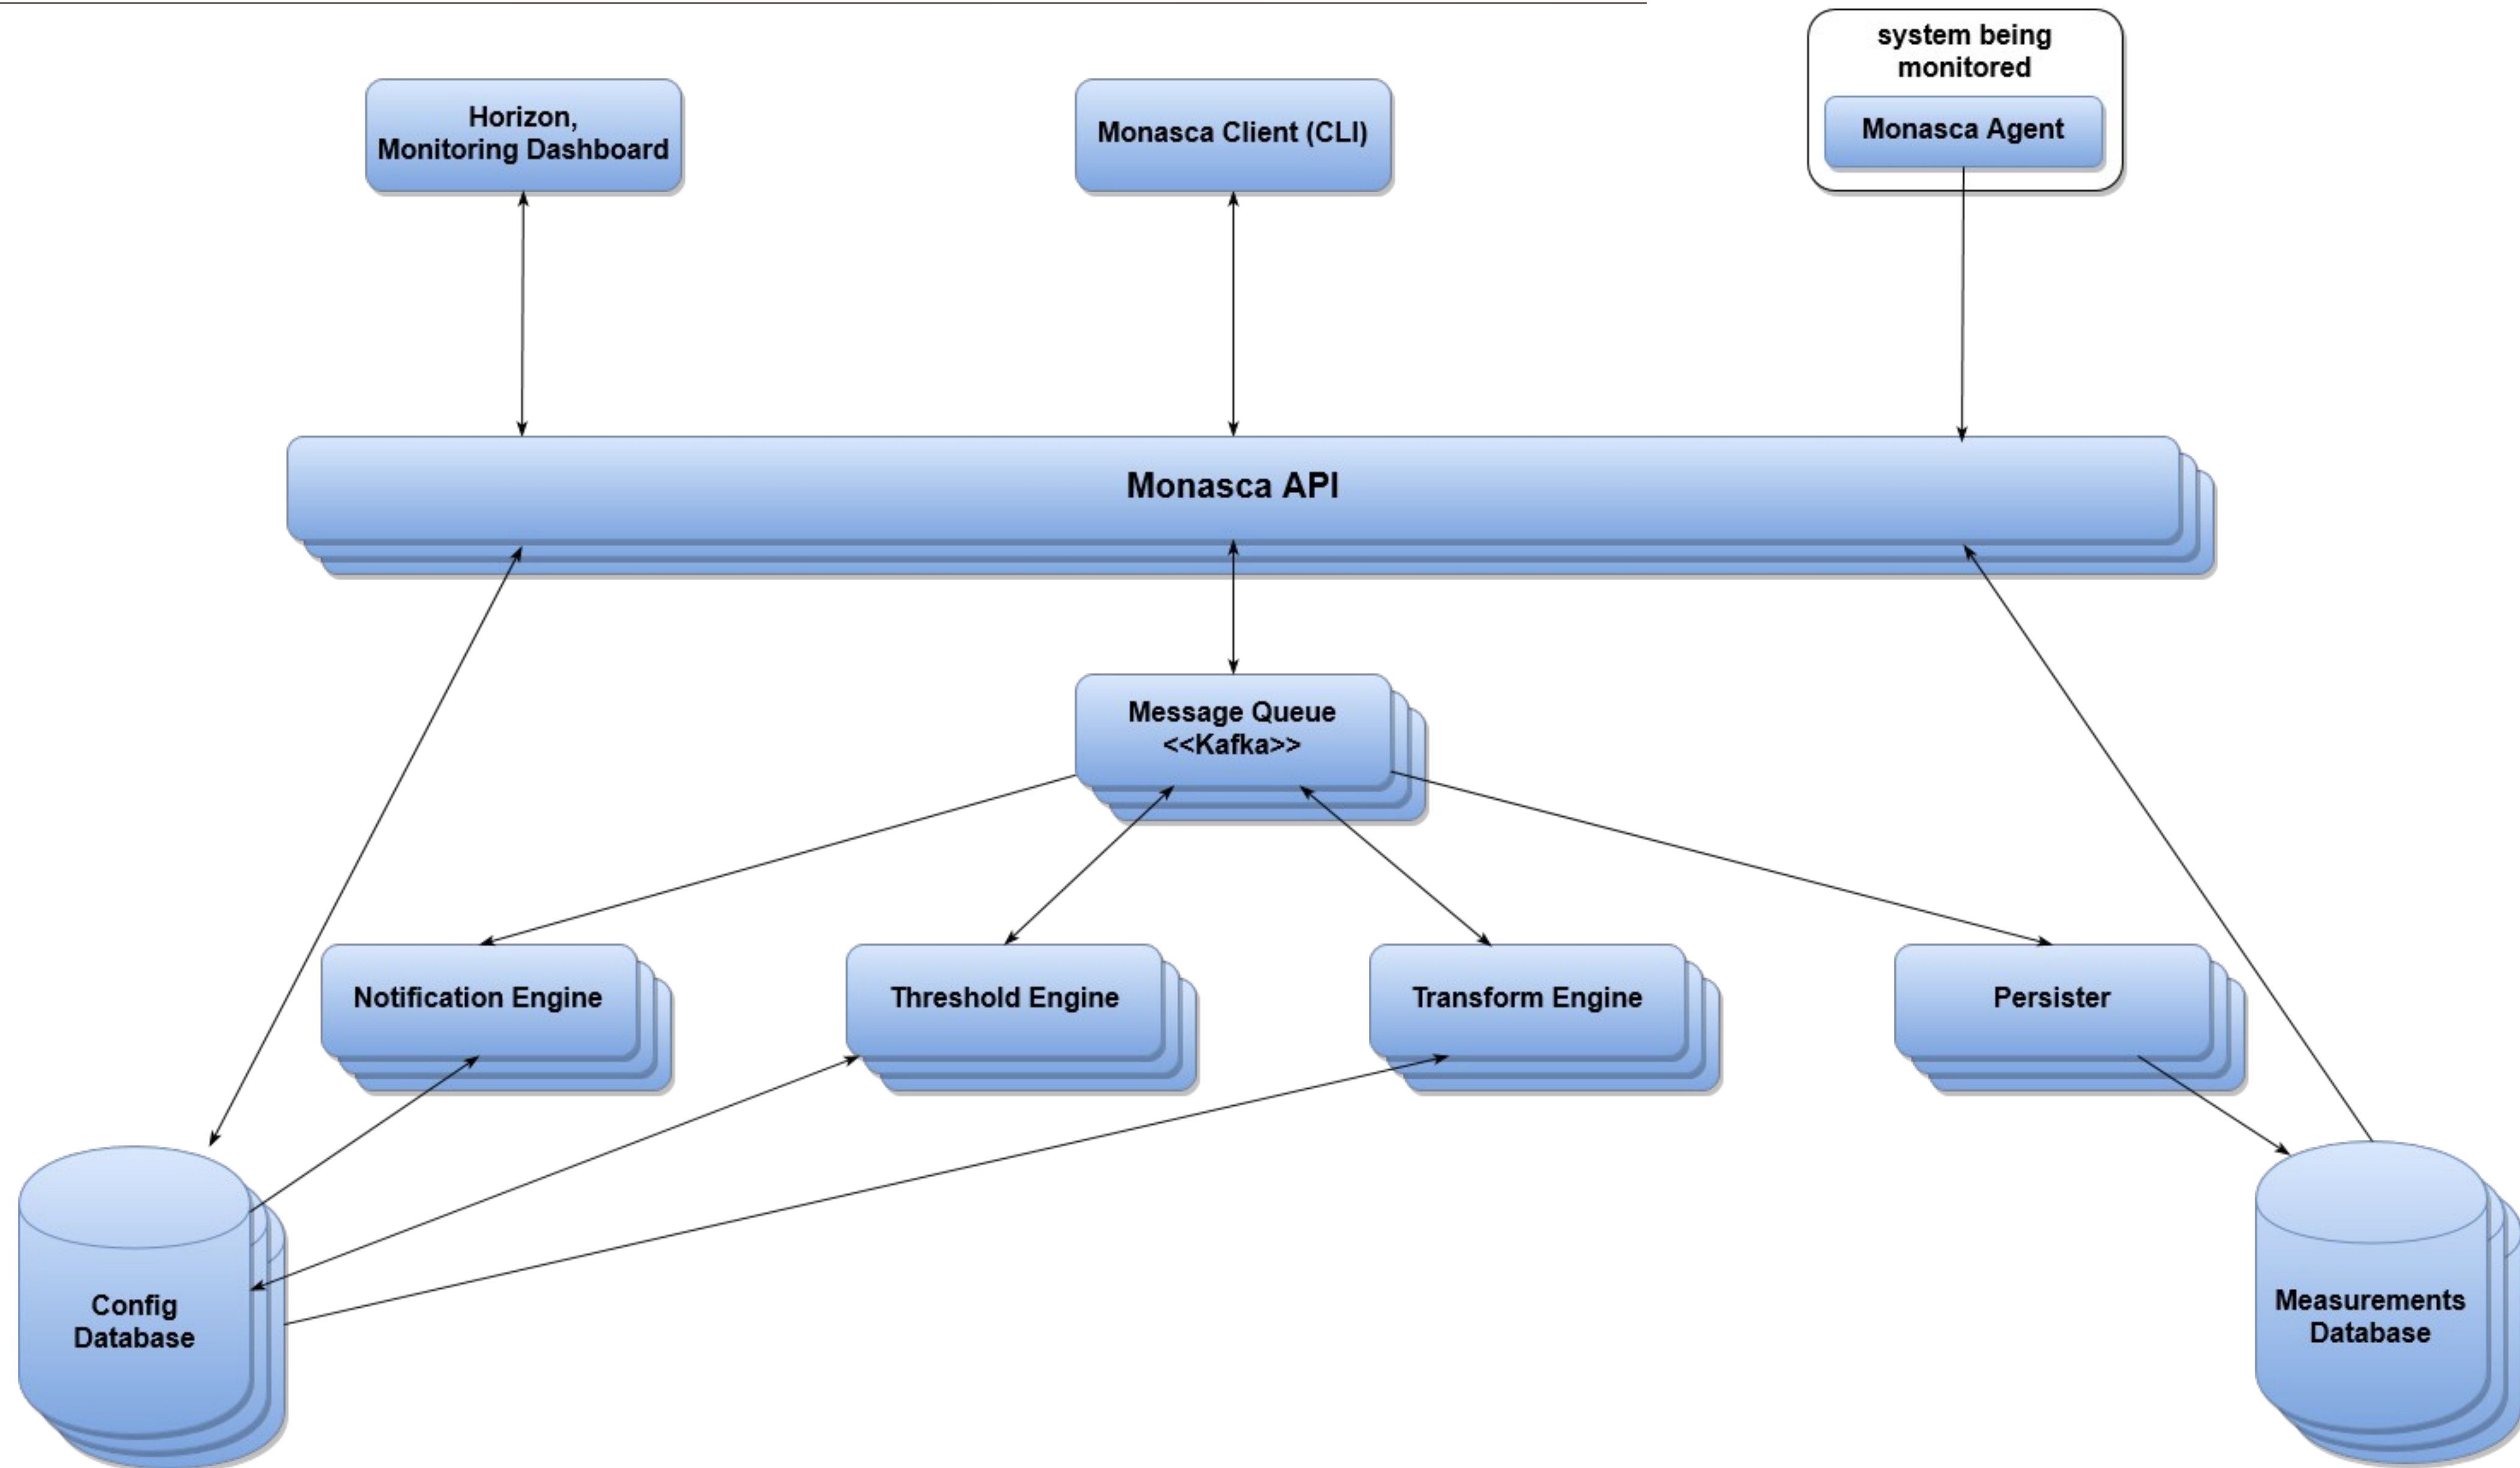 system being
monitored
Horizon,
Monitoring Dashboard
Monasca Client (CLI)
Monasca Agent
Monasca API
Message Queue
<<Kafka>>
Notification Engine
Threshold Engine
Transform Engine
Persister
Config
Database
Measurements
Database